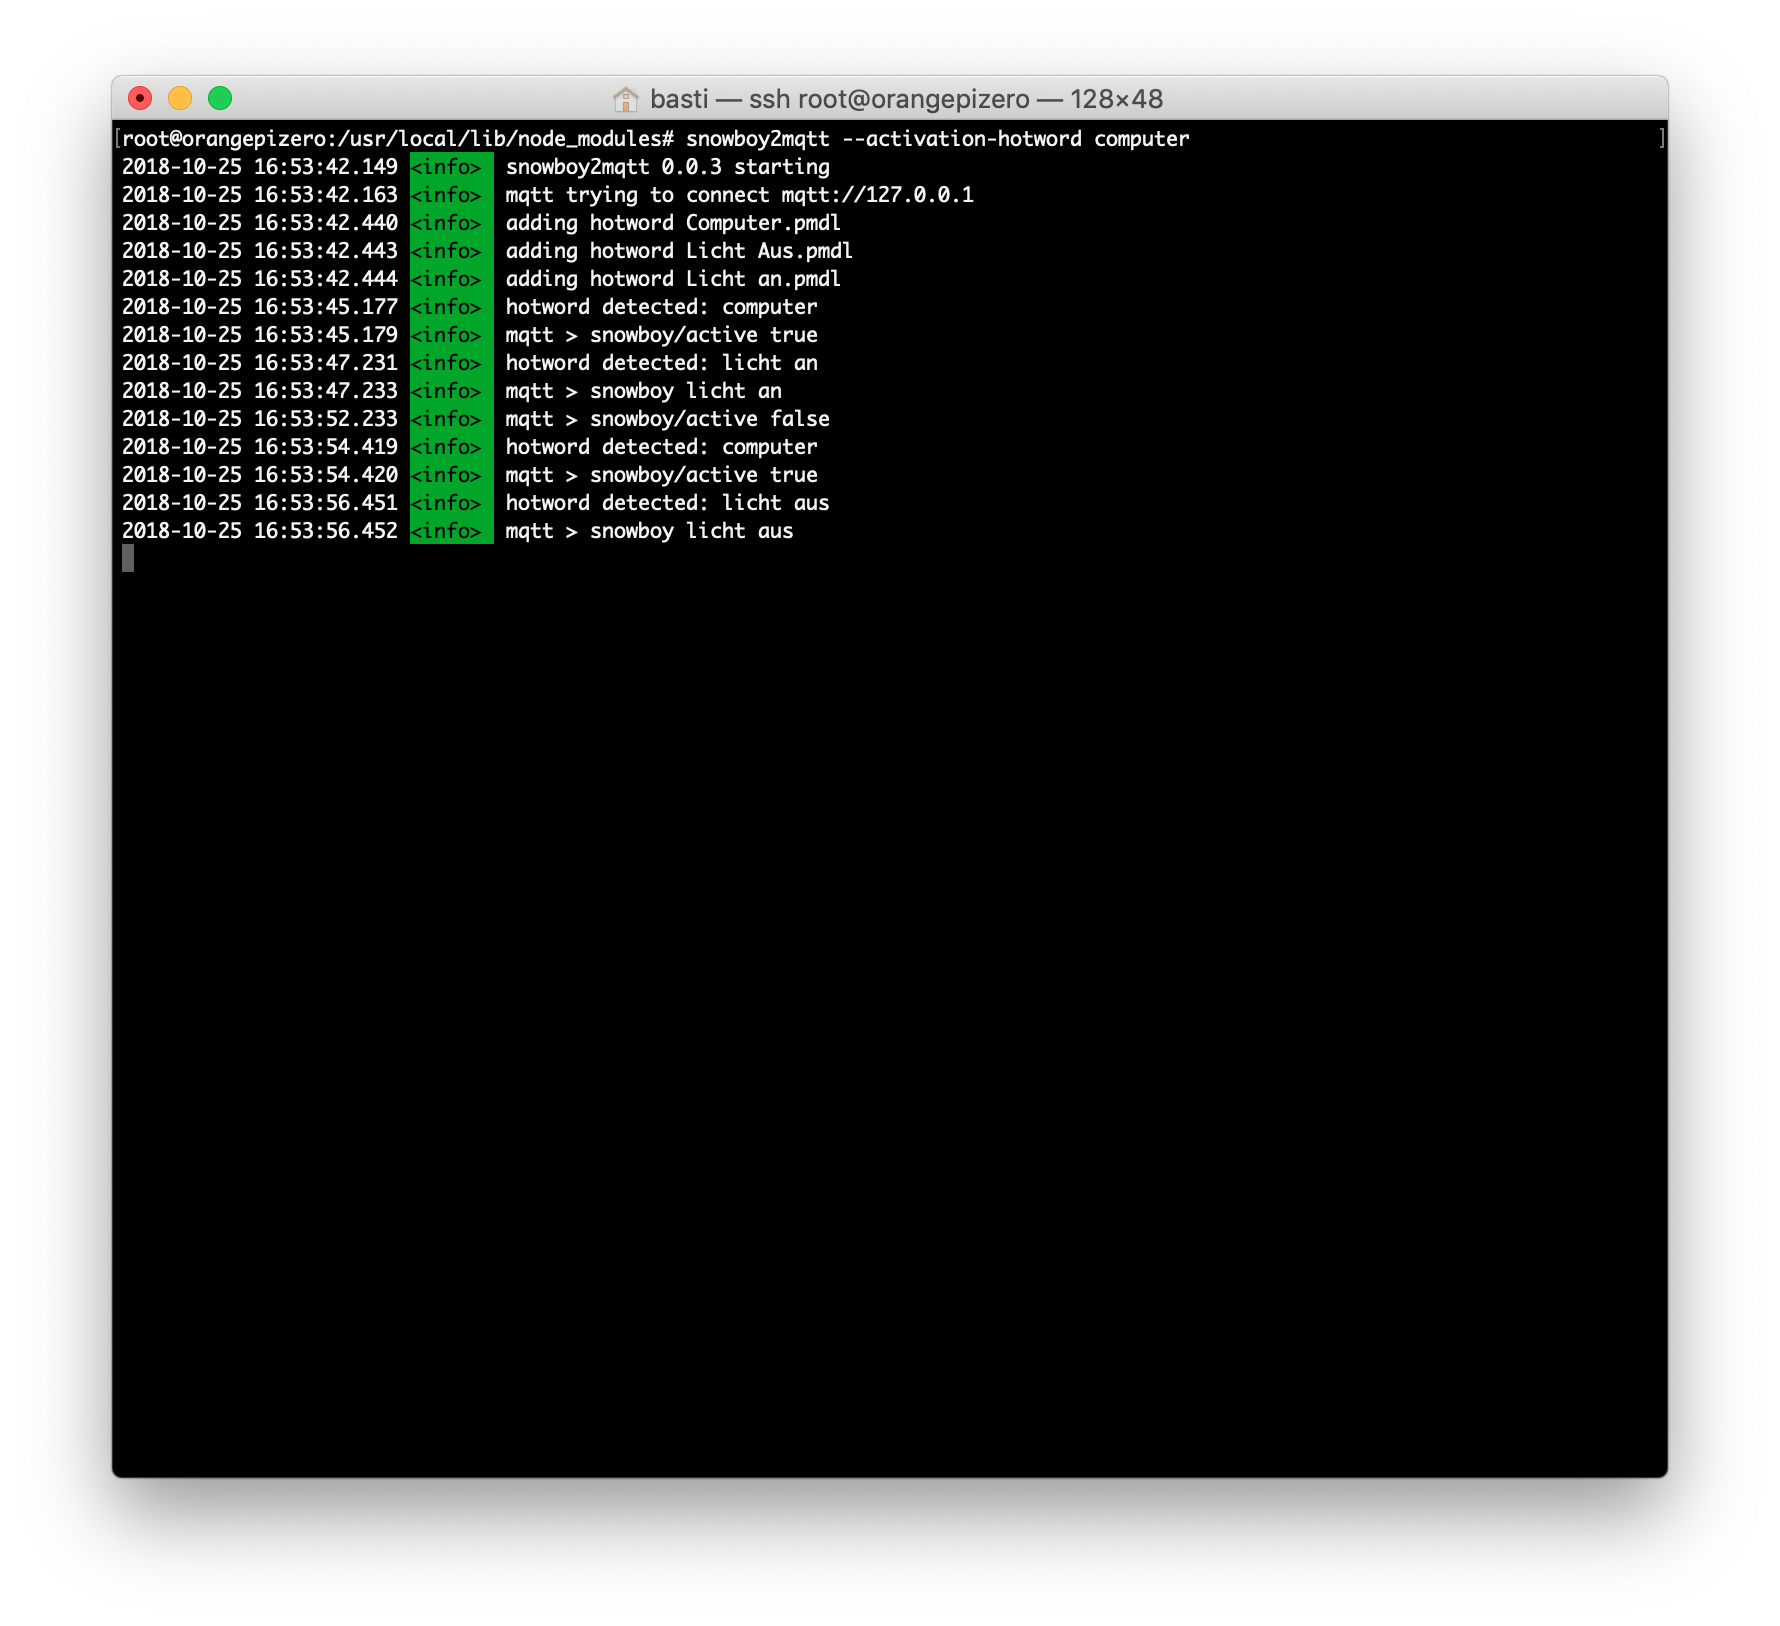 basti — ssh root@orangepizero — 128×48
[root@orangepizero:/usr/local/lib/node_modules# snowboy2mqtt --activation-hotword computer ]
2018-10-25 16:53:42.149 <info> snowboy2mqtt 0.0.3 starting
2018-10-25 16:53:42.163 <info> mqtt trying to connect mqtt://127.0.0.1
2018-10-25 16:53:42.440 <info> adding hotword Computer.pmdl
2018-10-25 16:53:42.443 <info> adding hotword Licht Aus.pmdl
2018-10-25 16:53:42.444 <info> adding hotword Licht an.pmdl
2018-10-25 16:53:45.177 <info> hotword detected: computer
2018-10-25 16:53:45.179 <info> mqtt > snowboy/active true
2018-10-25 16:53:47.231 <info> hotword detected: licht an
2018-10-25 16:53:47.233 <info> mqtt > snowboy licht an
2018-10-25 16:53:52.233 <info> mqtt > snowboy/active false
2018-10-25 16:53:54.419 <info> hotword detected: computer
2018-10-25 16:53:54.420 <info> mqtt > snowboy/active true
2018-10-25 16:53:56.451 <info> hotword detected: licht aus
2018-10-25 16:53:56.452 <info> mqtt > snowboy licht aus